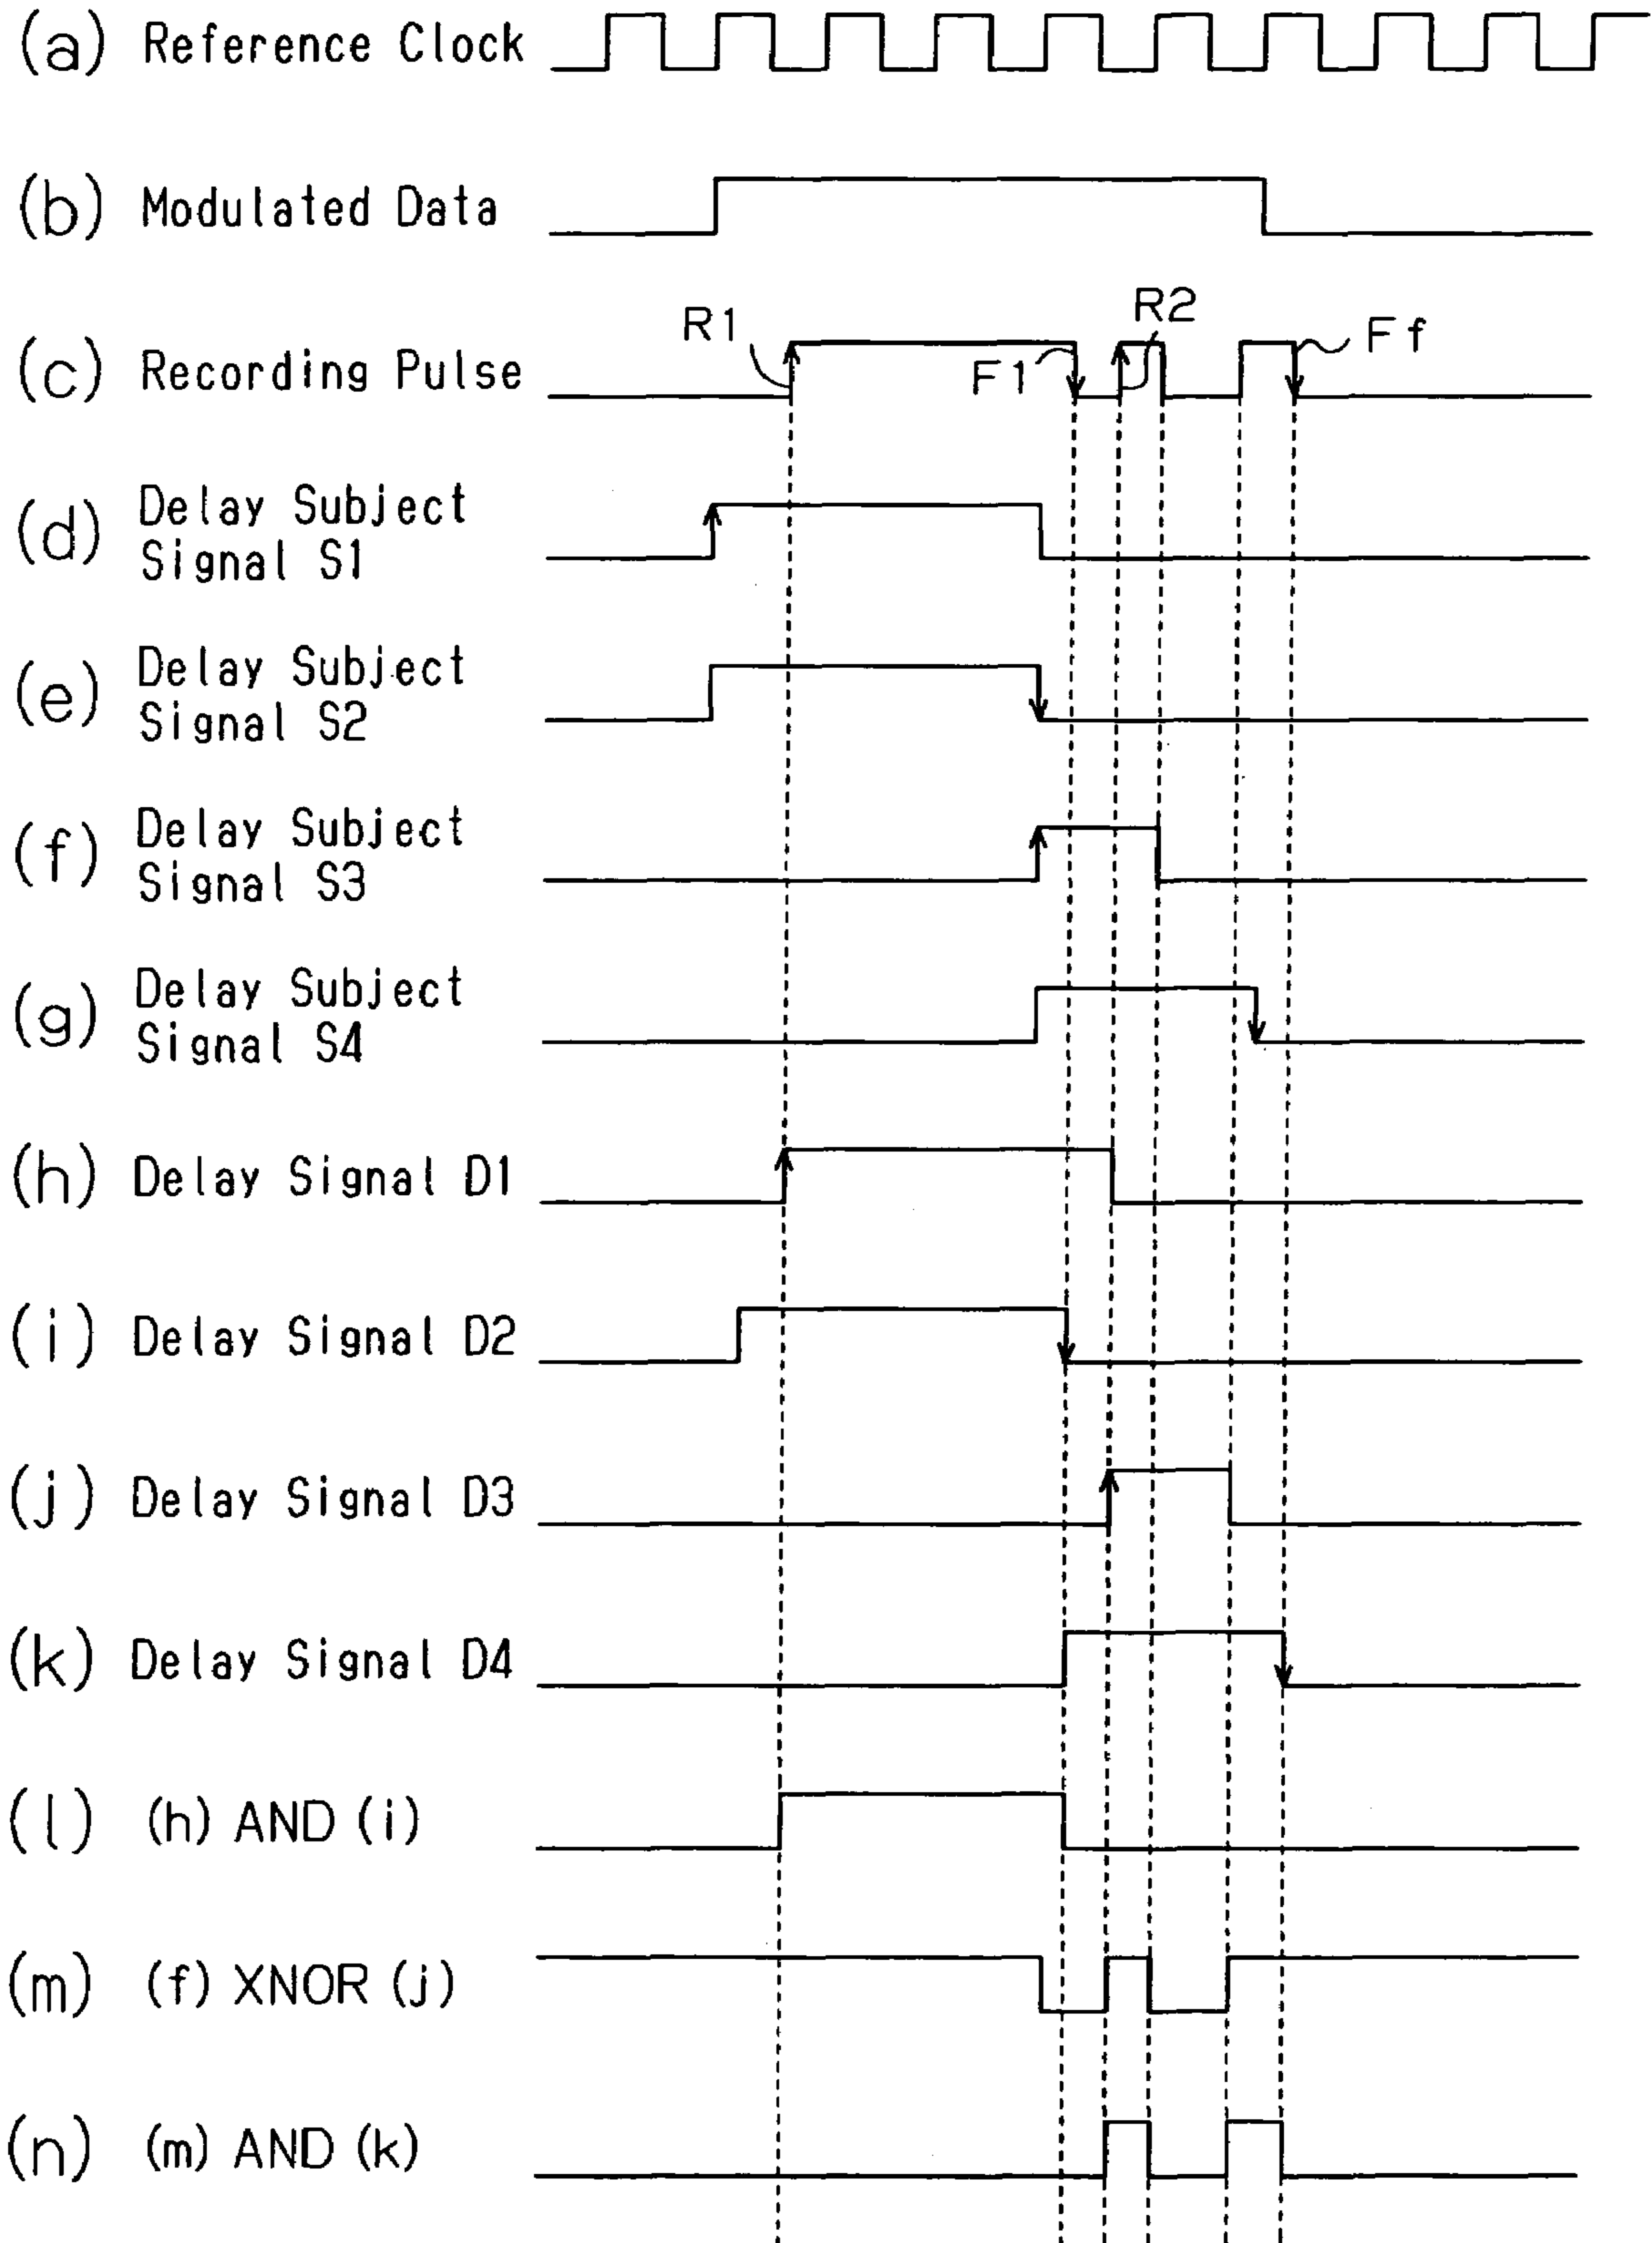 (a) Reference Clock
(b) Modulated Data
R1
F1
R2
Ff
(c) Recording Pulse
(d) Delay Subject
Signal S1
(e) Delay Subject
Signal S2
(f) Delay Subject
Signal S3
(g) Delay Subject
Signal S4
(h) Delay Signal D1
(i) Delay Signal D2
(j) Delay Signal D3
(k) Delay Signal D4
(l) (h) AND (i)
(m) (f) XNOR (j)
(n) (m) AND (k)